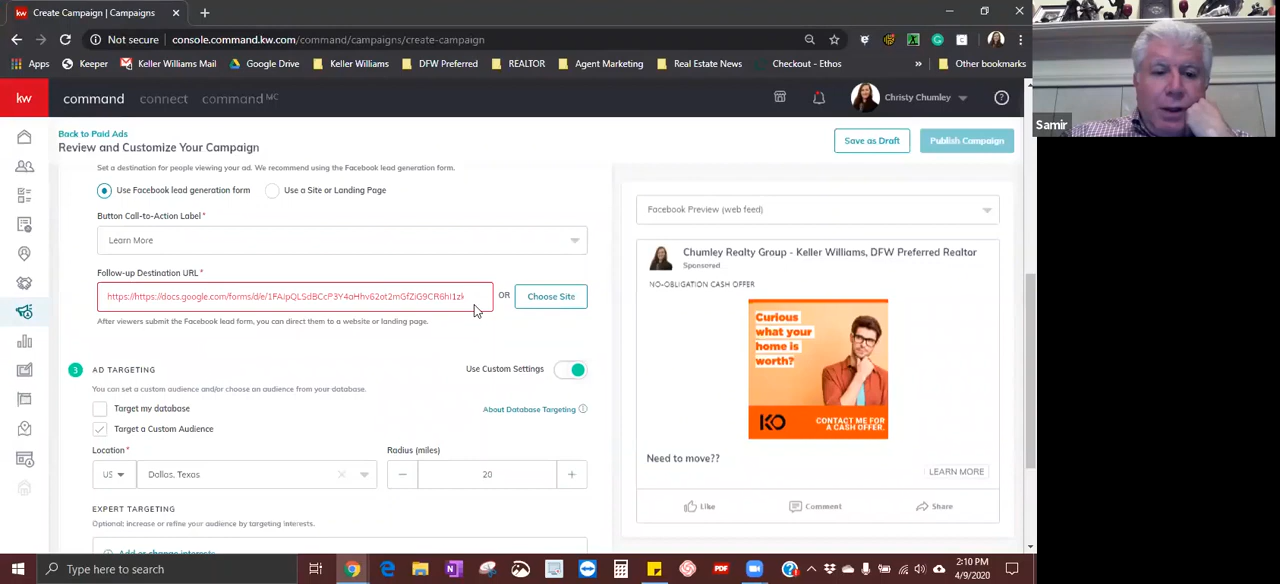 Create Campaign | Campaigns
Not secure
console.command.kw.com/command/campaigns/create-campaign
Apps
Keeper
Keller Williams Mail
Google Drive
Keller Williams
DFW Preferred
REALTOR
Agent Marketing
Real Estate News
Checkout - Ethos
»
Other bookmarks
kw
command
connect
command MC
Christy Chumley
Samir
Back to Paid Ads
Review and Customize Your Campaign
Save as Draft
Publish Campaign
Set a destination for people viewing your ad. We recommend using the Facebook lead generation form.
Use Facebook lead generation form
Use a Site or Landing Page
Button Call-to-Action Label *
Learn More
Follow-up Destination URL *
OR
Choose Site
After viewers submit the Facebook lead form, you can direct them to a website or landing page.
3
AD TARGETING
Use Custom Settings
You can set a custom audience and/or choose an audience from your database.
Target my database
About Database Targeting
Target a Custom Audience
Location *
Radius (miles)
US
Dallas, Texas
20
EXPERT TARGETING
Optional; increase or refine your audience by targeting interests.
Add or change interests
Facebook Preview (web feed)
Chumley Realty Group - Keller Williams, DFW Preferred Realtor
Sponsored
NO-OBLIGATION CASH OFFER
Curious
what your
home is
worth?
KO
CONTACT ME FOR
A CASH OFFER.
Need to move??
LEARN MORE
Like
Comment
Share
Type here to search
2:10 PM
4/9/2020